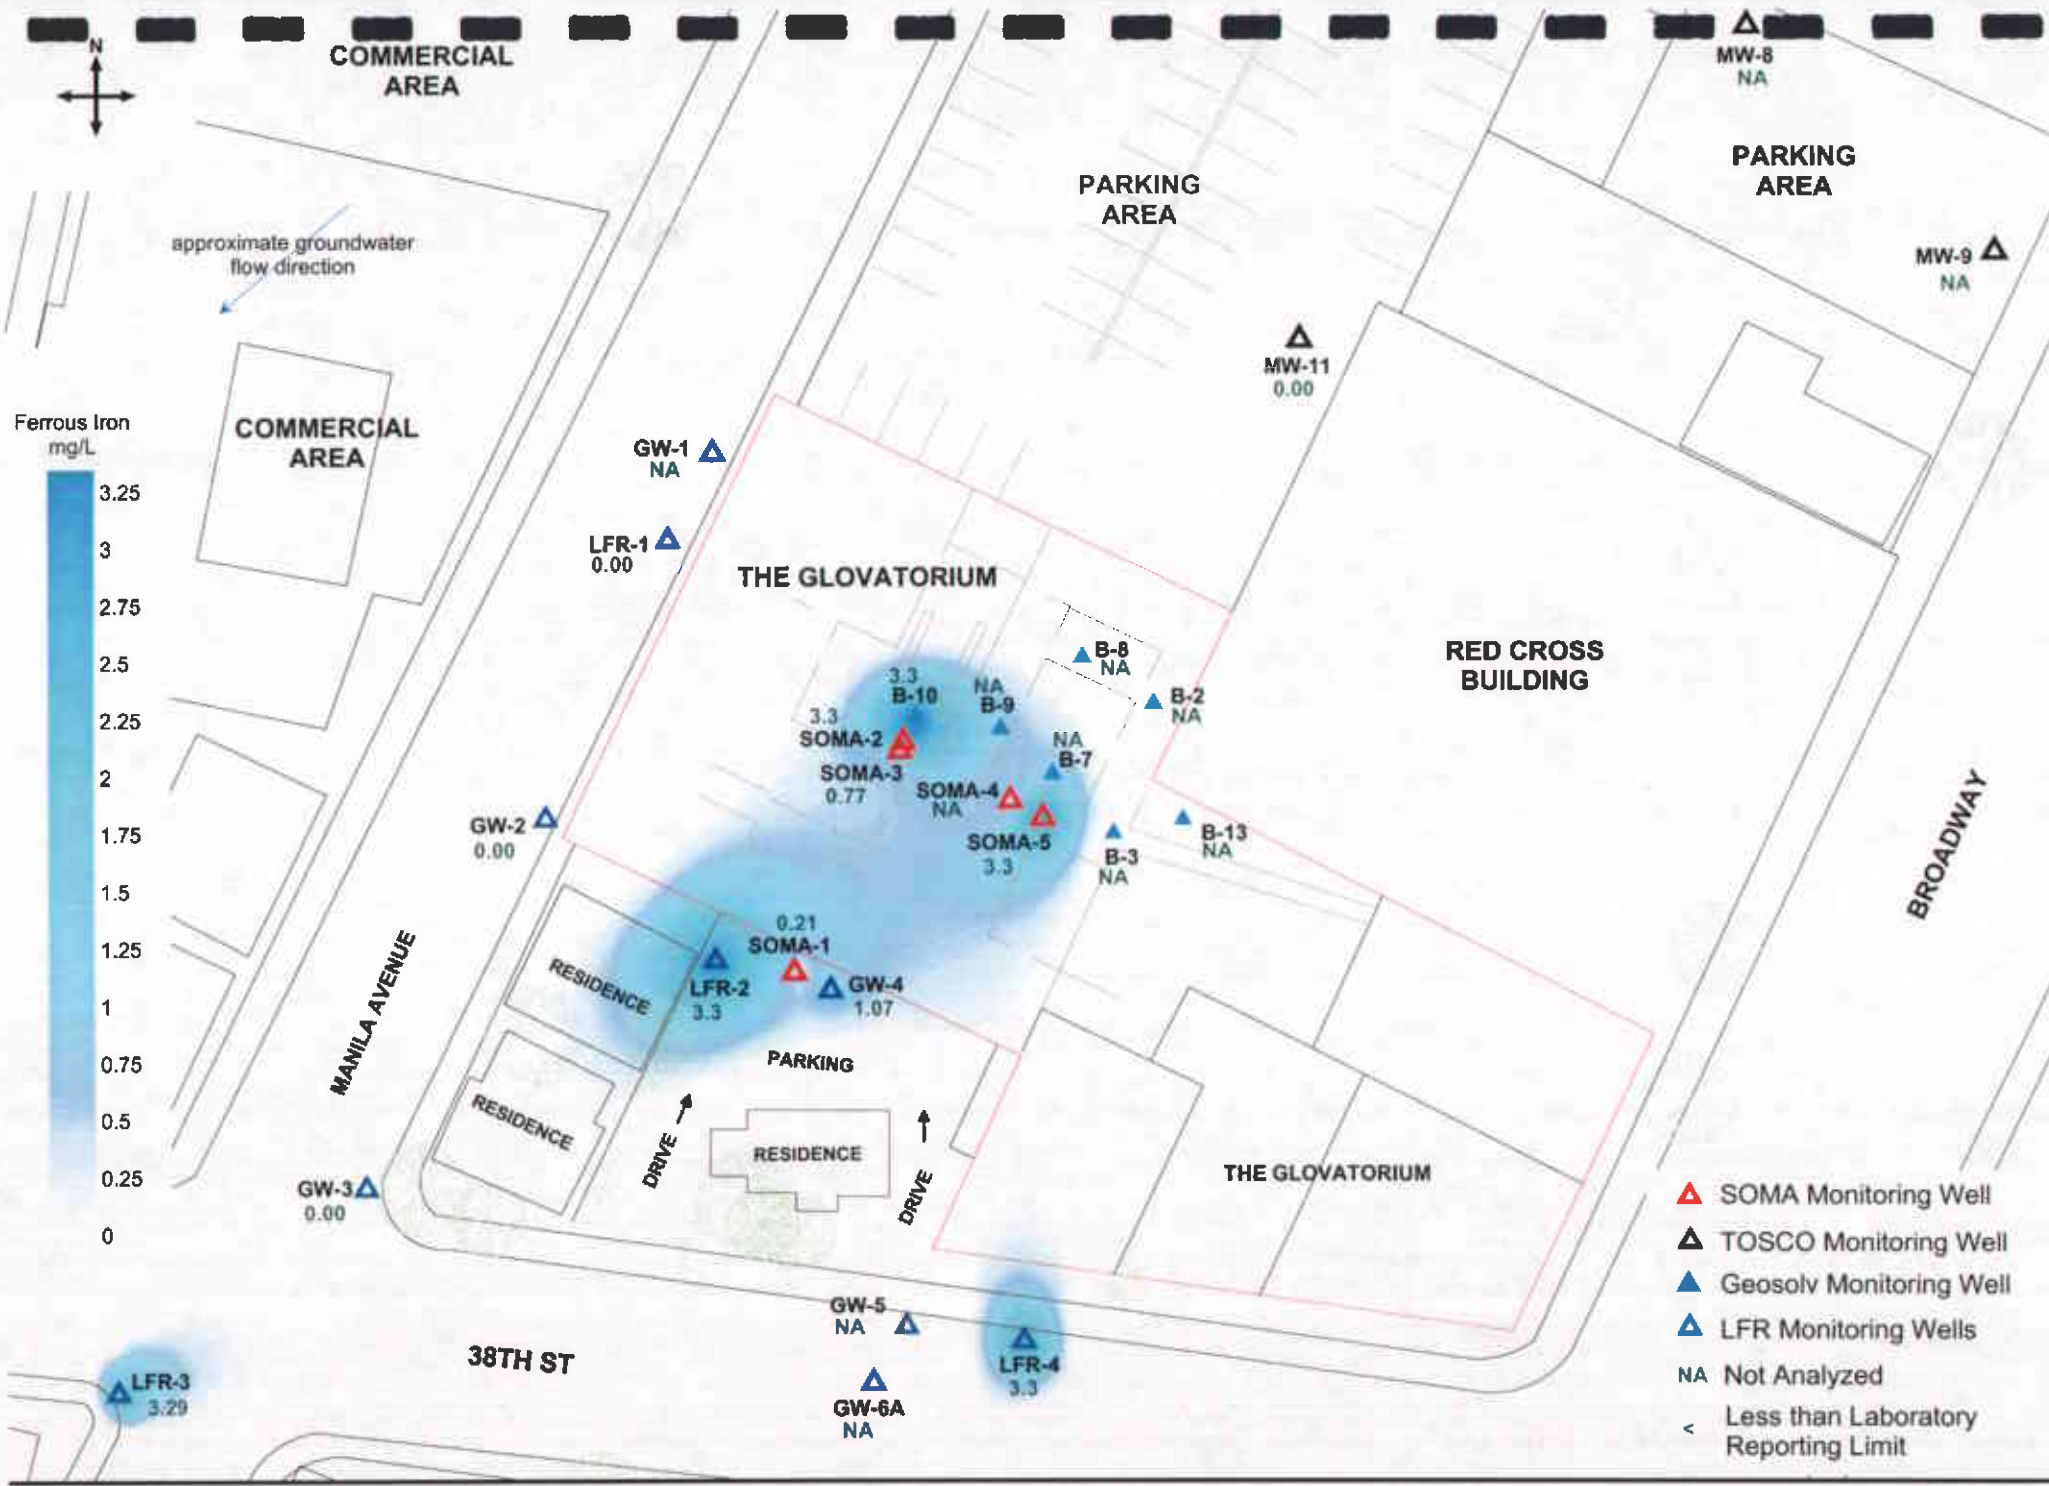 N
COMMERCIAL
AREA
MW-8
NA
PARKING
AREA
PARKING
AREA
approximate groundwater
flow direction
MW-9
NA
MW-11
0.00
Ferrous Iron
mg/L
3.25
3
2.75
2.5
2.25
2
1.75
1.5
1.25
1
0.75
0.5
0.25
0
COMMERCIAL
AREA
GW-1
NA
LFR-1
0.00
THE GLOVATORIUM
RED CROSS
BUILDING
B-8
NA
3.3
B-10
NA
B-9
B-2
NA
3.3
SOMA-2
SOMA-3
0.77
NA
B-7
SOMA-4
NA
SOMA-5
3.3
B-3
NA
B-13
NA
GW-2
0.00
BROADWAY
MANILA AVENUE
RESIDENCE
0.21
SOMA-1
LFR-2
3.3
GW-4
1.07
PARKING
RESIDENCE
DRIVE
RESIDENCE
DRIVE
THE GLOVATORIUM
GW-3
0.00
GW-5
NA
LFR-4
3.3
GW-6A
NA
38TH ST
LFR-3
3.29
SOMA Monitoring Well
TOSCO Monitoring Well
Geosolv Monitoring Well
LFR Monitoring Wells
NA Not Analyzed
< Less than Laboratory
Reporting Limit